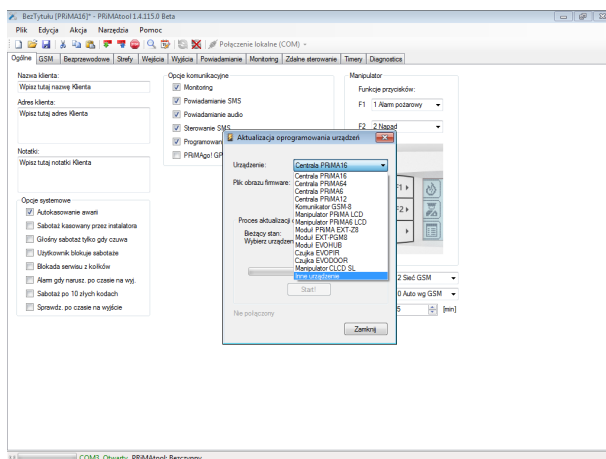 BezTytułu [PRiMA16]* - PRiMAtool 1.4.115.0 Beta
Plik Edycja Akcja Narzędzia Pomoc
Połączenie lokalne (COM)
Ogólne GSM Bezprzewodowe Strefy Wejścia Wyjścia Powiadamianie Monitoring Zdalne sterowanie Timery Diagnostics
Nazwa klienta:
Wpisz tutaj nazwę Klienta
Adres klienta:
Wpisz tutaj adres Klienta
Notatki:
Wpisz tutaj notatki Klienta
Opcje systemowe
Autokasowanie awarii
Sabotaż kasowany przez instalatora
Głośny sabotaż tylko gdy czuwa
Użytkownik blokuje sabotaże
Blokada serwisu z kołków
Alarm gdy narusz. po czasie na wyj.
Sabotaż po 10 złych kodach
Sprawdz. po czasie na wyjście
Opcje komunikacyjne
Monitoring
Powiadamianie SMS
Powiadamianie audio
Sterowanie SMS
Programowan
PRiMAgo! GP
Manipulator
Funkcje przycisków:
F1 1 Alarm pożarowy
F2 2 Napad
Aktualizacja oprogramowania urządzeń
Urządzenie: Centrala PRiMA16
Plik obrazu firmware:
Centrala PRiMA16
Centrala PRiMA64
Centrala PRiMA6
Centrala PRiMA12
Komunikator GSM-8
Manipulator PRiMA LCD
Manipulator PRiMA6 LCD
Moduł PRiMA EXT-Z8
Moduł EXT-PGM8
Moduł EVOHUB
Czujka EVOPIR
Czujka EVODOOR
Manipulator CLCD SL
Inne urządzenie
Proces aktualizacji
Bieżący stan:
Wybierz urządzen
Start!
Nie połączony
Zamknij
F1
F2
2 Sieć GSM
0 Auto wg GSM
5 [min]
COM3 Otwarty PRiMAtool: Bezczynny